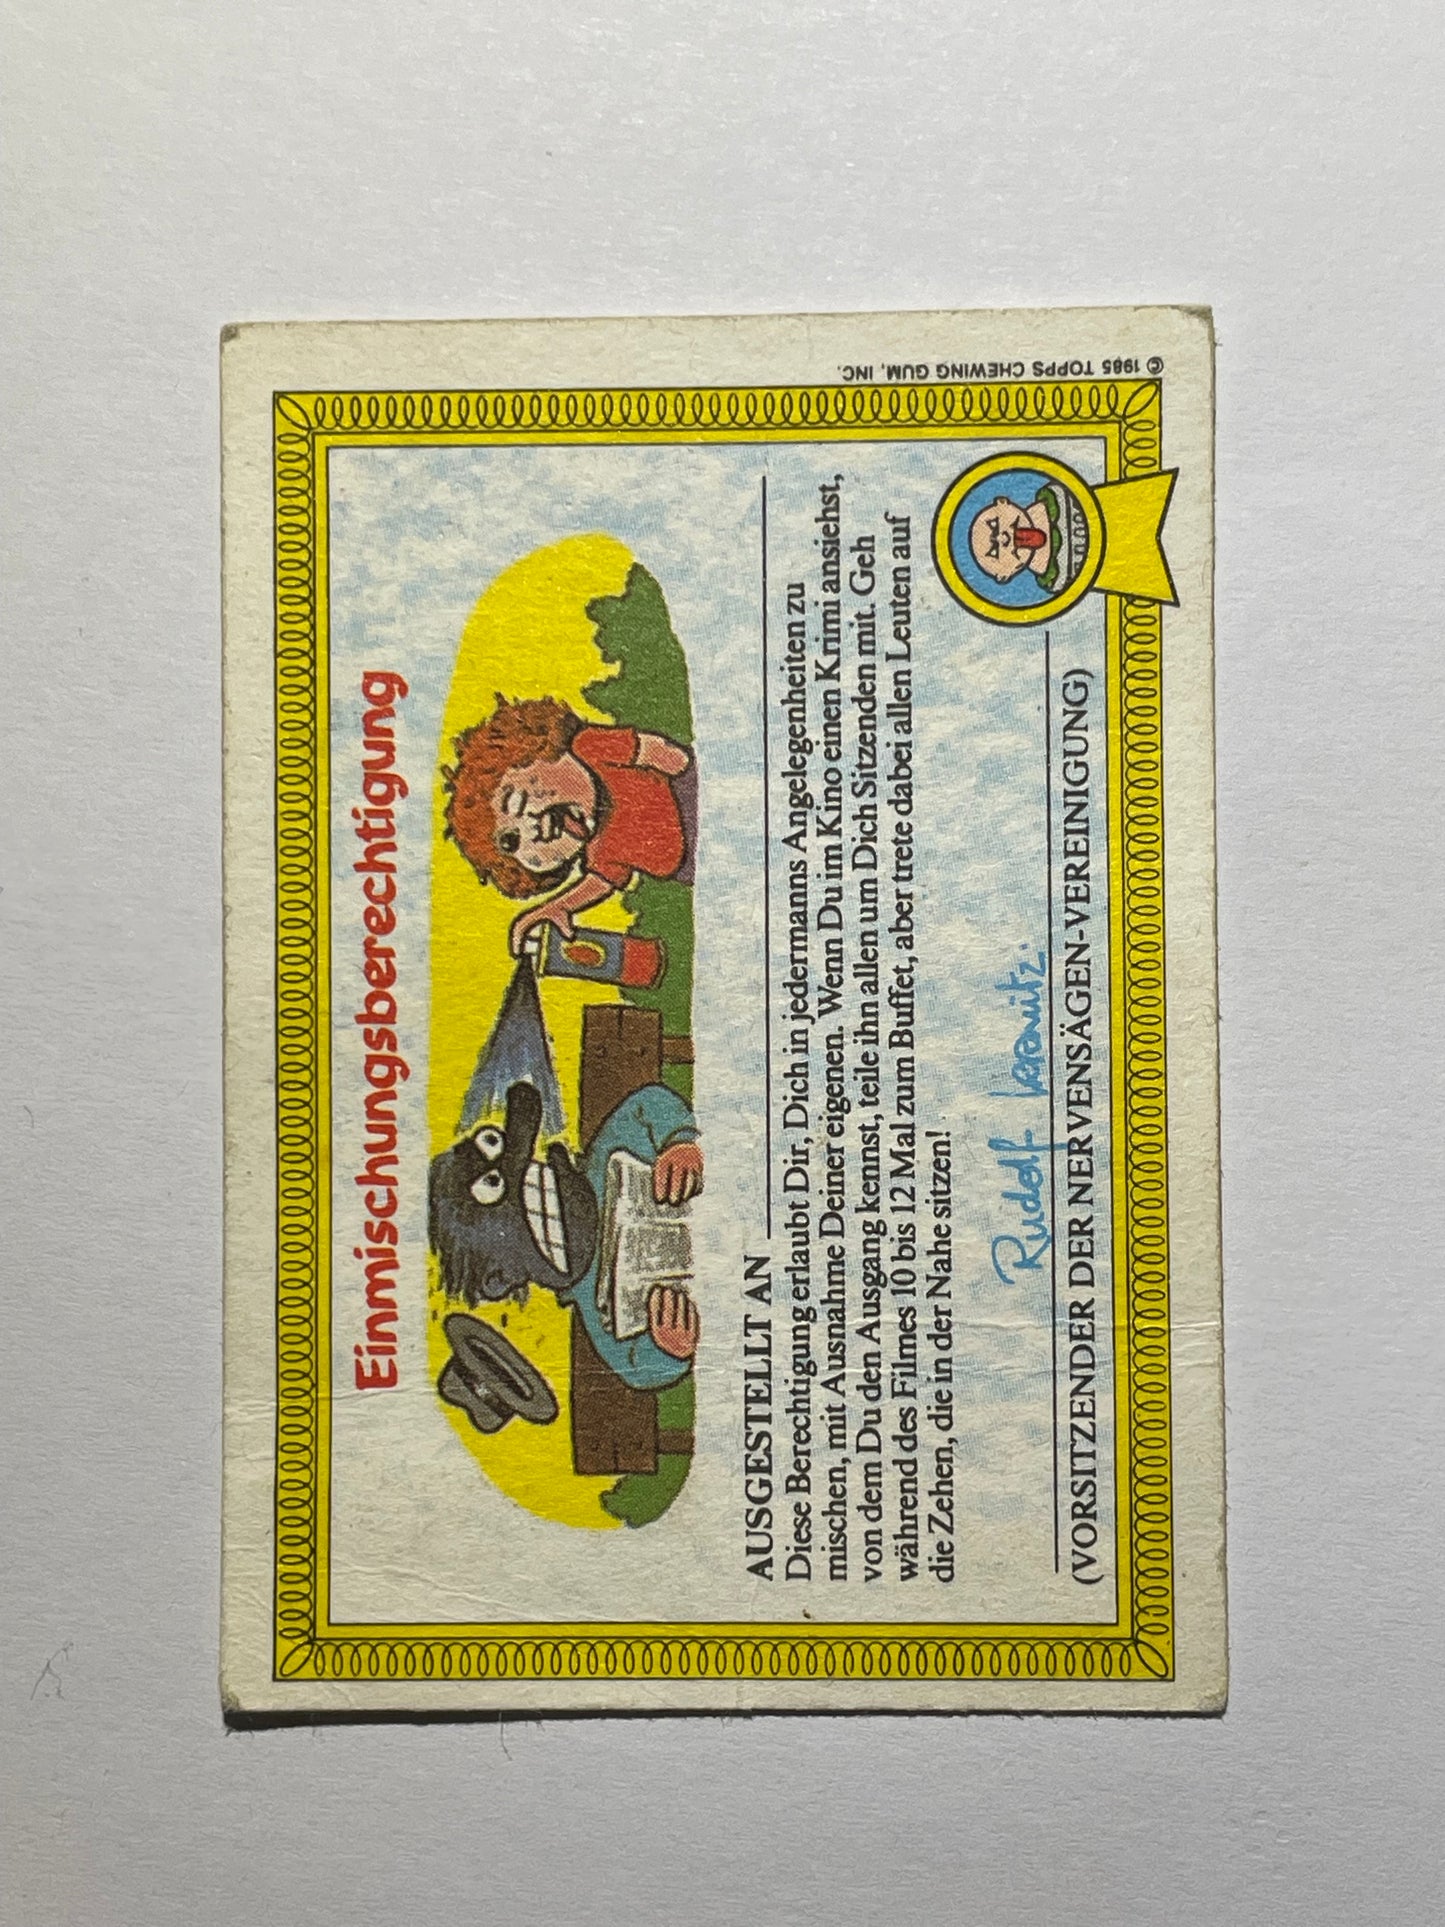 Einmischungsberechtigung
AUSGESTELLT AN
Diese Berechtigung erlaubt Dir, Dich in jedermanns Angelegenheiten zu
mischen, mit Ausnahme Deiner eigenen. Wenn Du im Kino einen Krimi ansiehst,
von dem Du den Ausgang kennst, teile ihn allen um Dich Sitzenden mit. Geh
während des Filmes 10 bis 12 Mal zum Buffet, aber trete dabei allen Leuten auf
die Zehen, die in der Nahe sitzen!
Rudolf
(VORSITZENDER DER NERVENSÄGEN-VEREINIGUNG)
© 1985 TOPPS CHEWING GUM, INC.